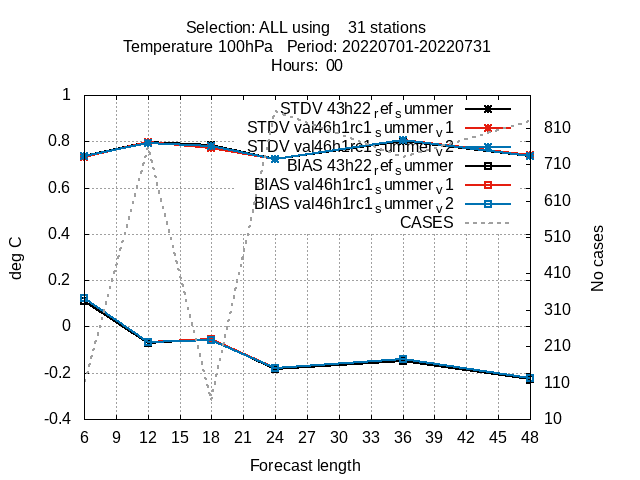 Selection: ALL using    31 stations
Temperature 100hPa   Period: 20220701-20220731
Hours:  00
1
0.8
0.6
0.4
0.2
0
-0.2
-0.4
deg C
STDV 43h22_ref_summer
STDV val46h1rc1_summer_v1
STDV val46h1rc1_summer_v2
BIAS 43h22_ref_summer
BIAS val46h1rc1_summer_v1
BIAS val46h1rc1_summer_v2
CASES
810
710
610
510
410
310
210
110
10
No cases
6 9 12 15 18 21 24 27 30 33 36 39 42 45 48
Forecast length